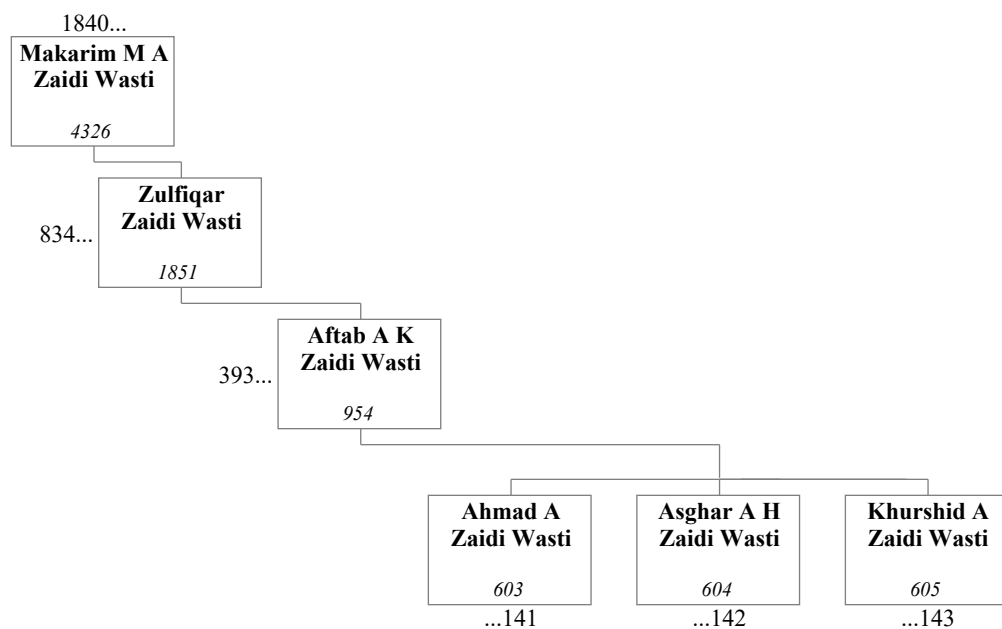 1840...
Makarim M A
Zaidi Wasti
4326
Zulfiqar
Zaidi Wasti
834...
1851
Aftab A K
Zaidi Wasti
393...
954
Ahmad A
Zaidi Wasti
603
...141
Asghar A H
Zaidi Wasti
604
...142
Khurshid A
Zaidi Wasti
605
...143